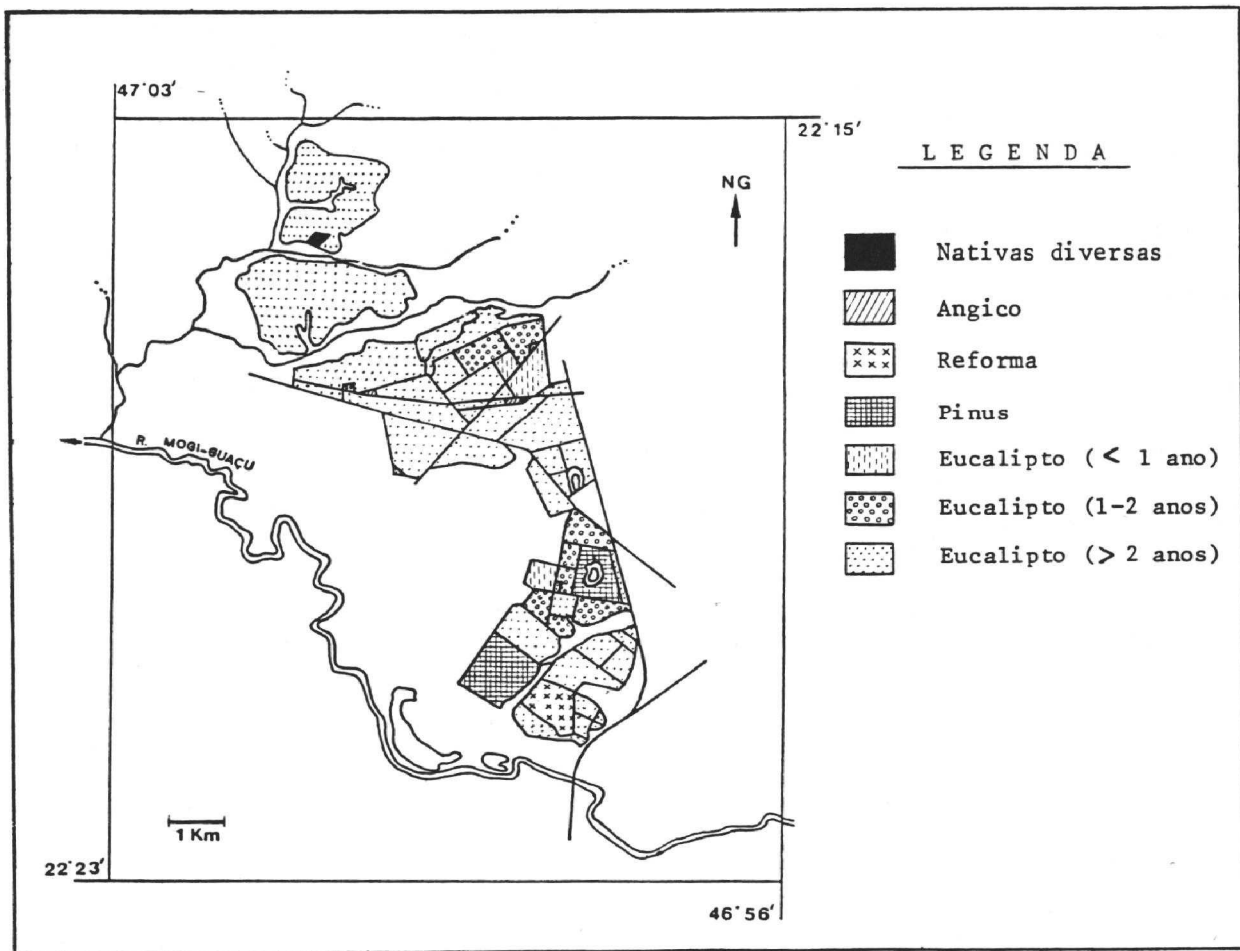 47°03'
22°15'
NG
R. MOGI-GUAÇU
1 Km
22°23'
46°56'
LEGENDA
Nativas diversas
Angico
Reforma
Pinus
Eucalipto (< 1 ano)
Eucalipto (1-2 anos)
Eucalipto (> 2 anos)